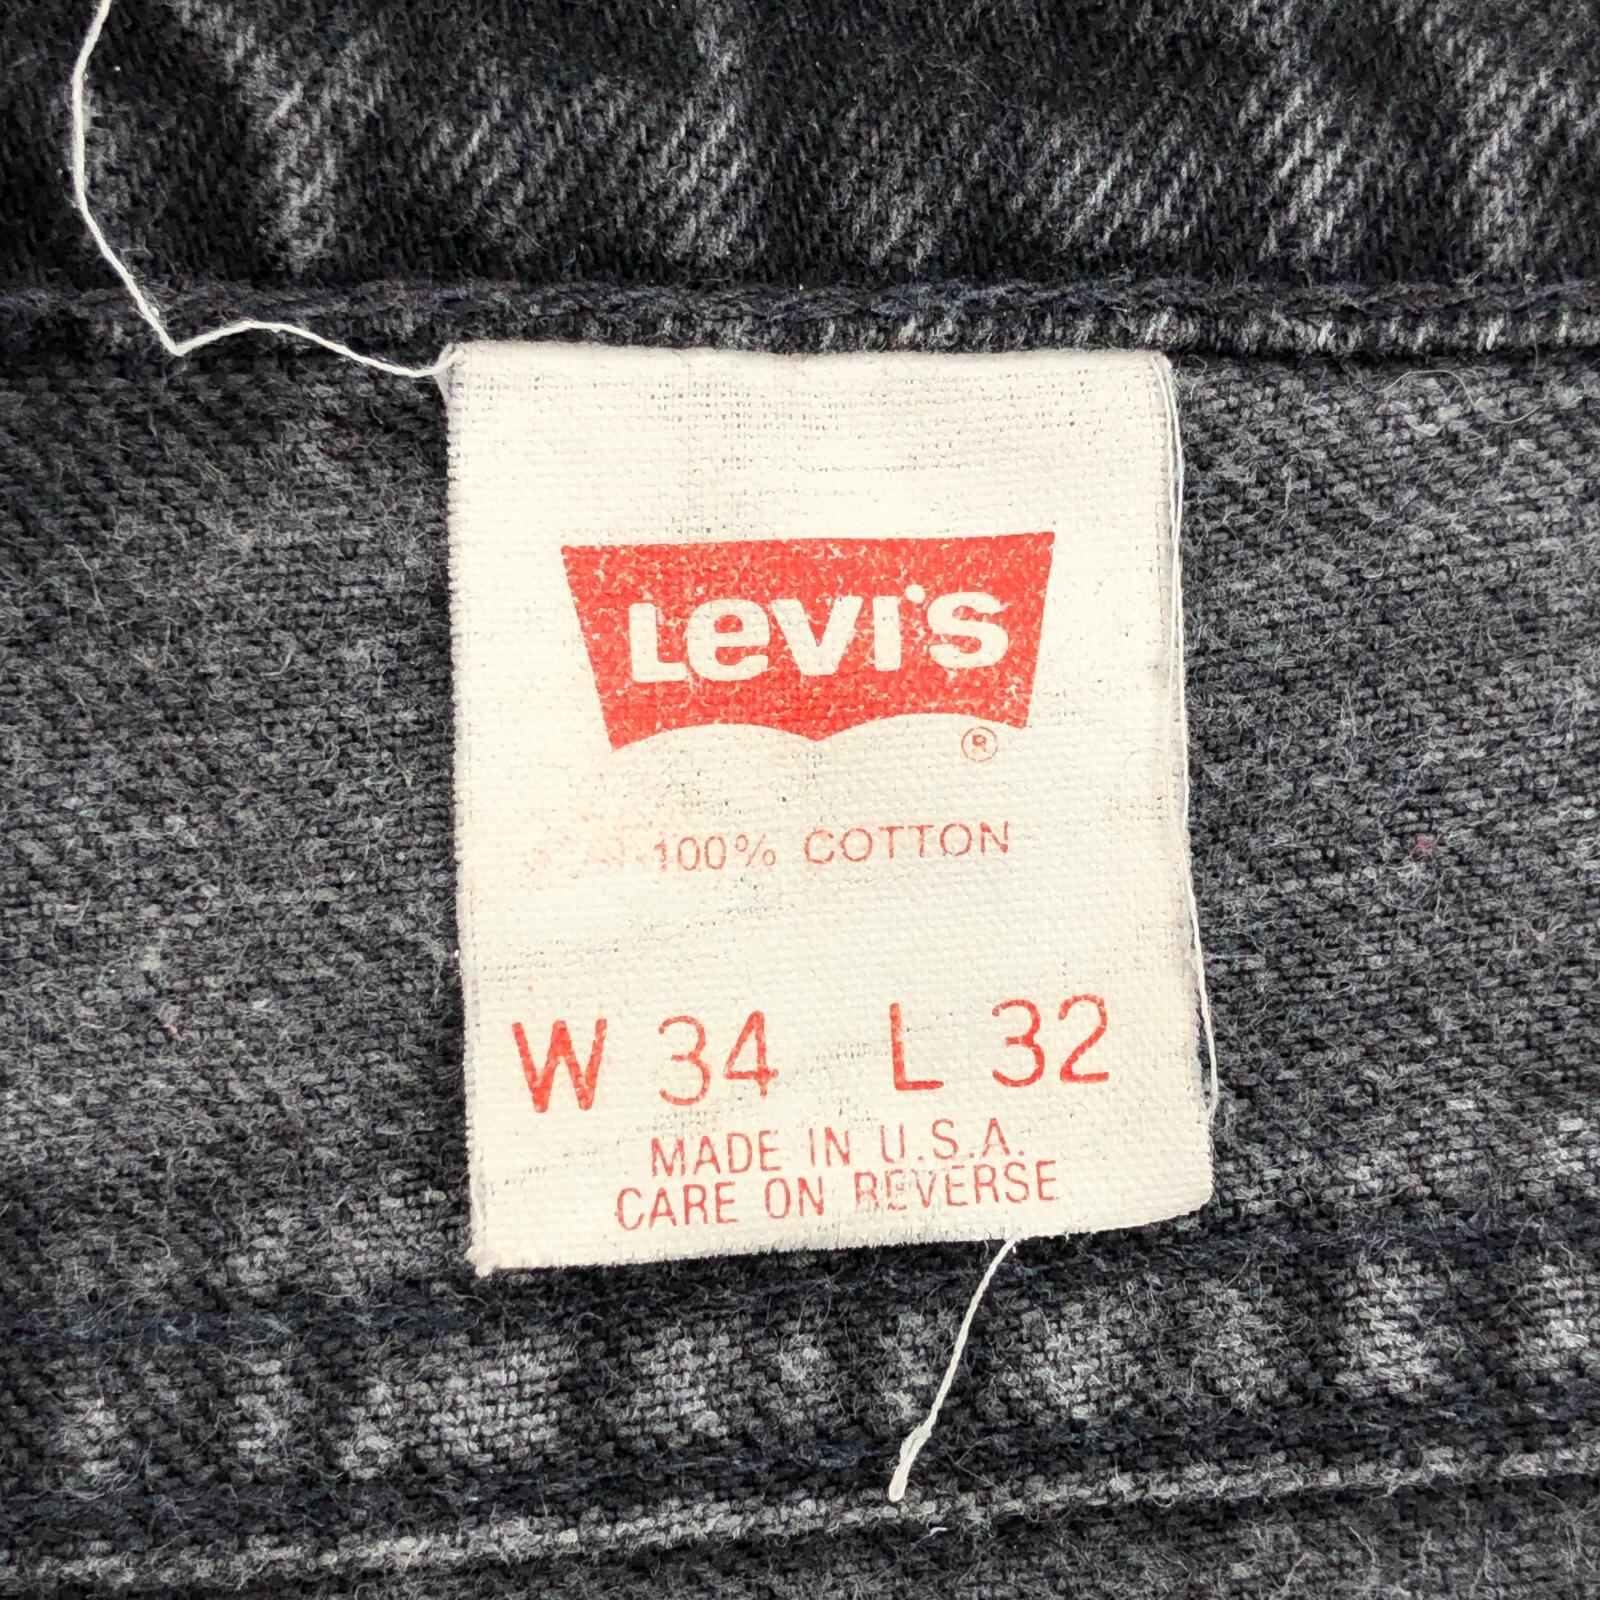 Levi's
®
100% COTTON
W 34 L 32
MADE IN U.S.A.
CARE ON REVERSE